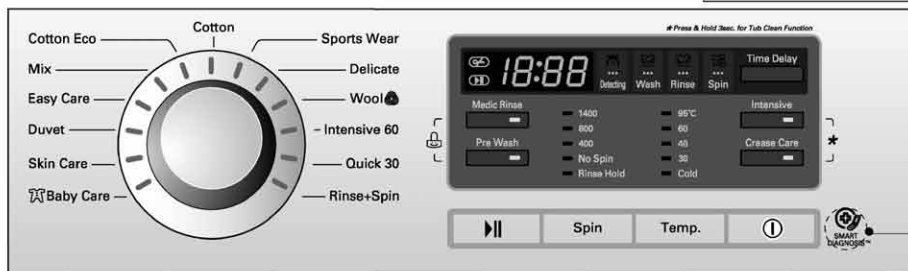 *Press & Hold 3sec. for Tub Clean Function
Cotton
Cotton Eco
Sports Wear
Mix
Delicate
Easy Care
Wool
Duvet
Intensive 60
Skin Care
Quick 30
Baby Care
Rinse+Spin
18:88
Detecting
Wash
Rinse
Spin
Time Delay
Medic Rinse
Pre Wash
1400
800
400
No Spin
Rinse Hold
95°C
60
40
30
Cold
Intensive
Crease Care
*
Spin
Temp.
SMART
DIAGNOSIS™